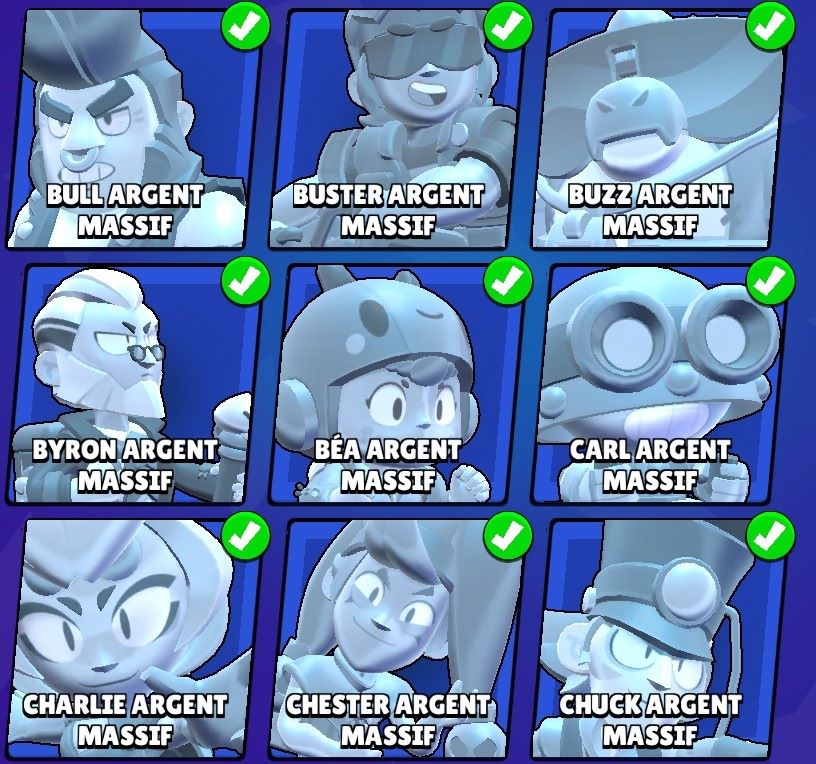 BULL ARGENT
MASSIF
BUSTER ARGENT
MASSIF
BUZZ ARGENT
MASSIF
BYRON ARGENT
MASSIF
BÉA ARGENT
MASSIF
CARL ARGENT
MASSIF
CHARLIE ARGENT
MASSIF
CHESTER ARGENT
MASSIF
CHUCK ARGENT
MASSIF